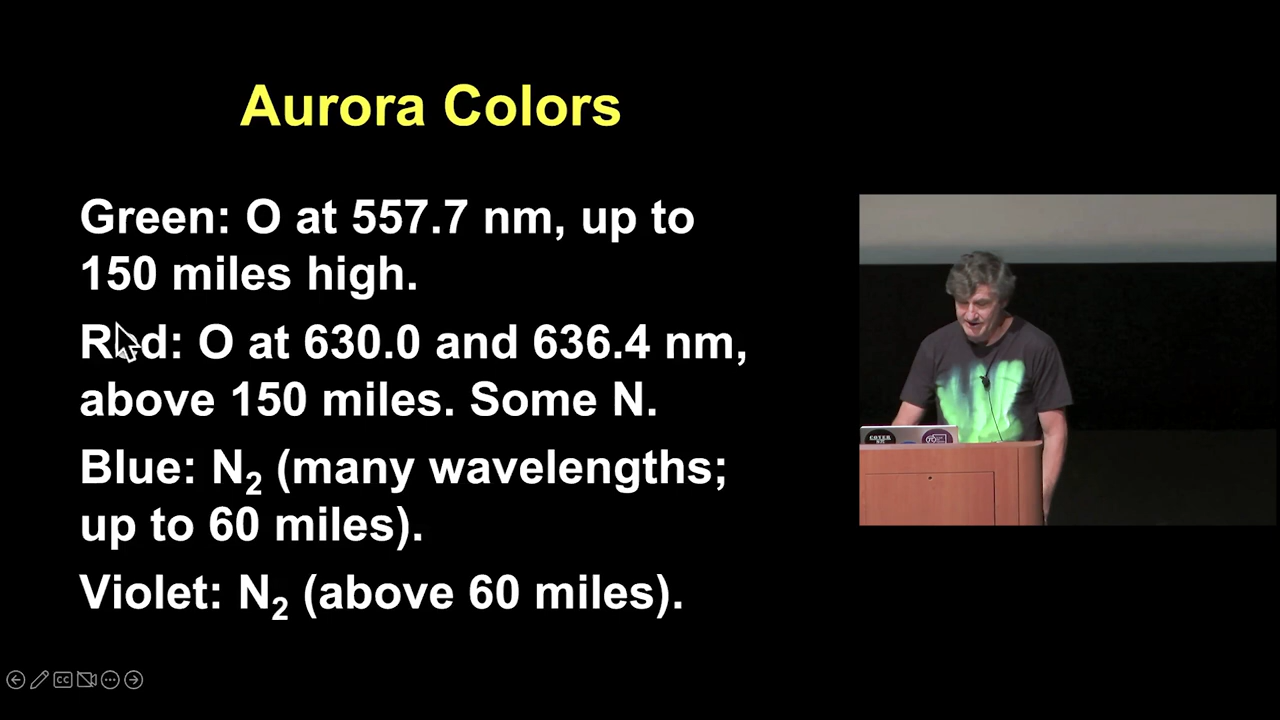 Aurora Colors
Green: O at 557.7 nm, up to
150 miles high.
Red: O at 630.0 and 636.4 nm,
above 150 miles. Some N.
Blue: N₂ (many wavelengths;
up to 60 miles).
Violet: N₂ (above 60 miles).
CC